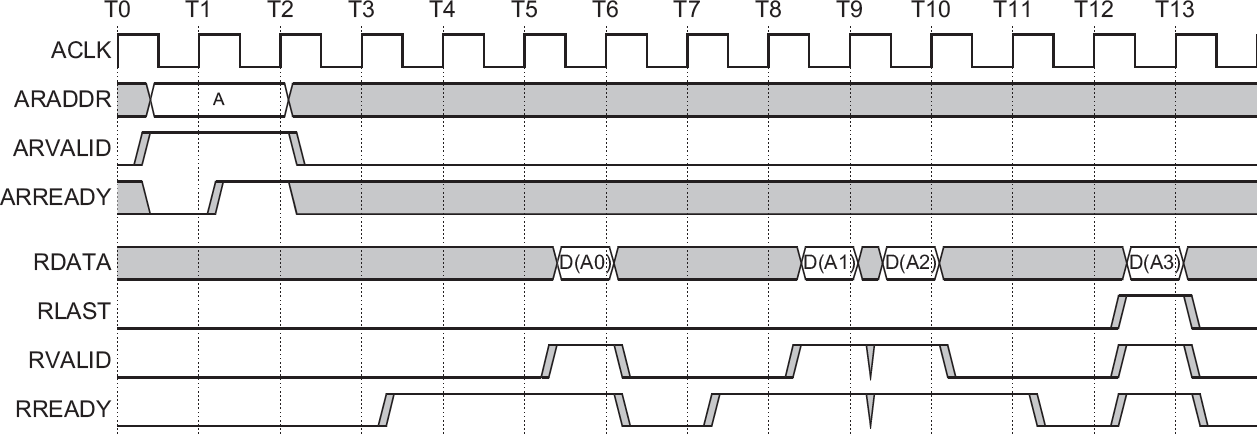 T0 T1 T2 T3 T4 T5 T6 T7 T8 T9 T10 T11 T12 T13
ACLK
ARADDR A
ARVALID
ARREADY
RDATA D(A0) D(A1) D(A2) D(A3)
RLAST
RVALID
RREADY